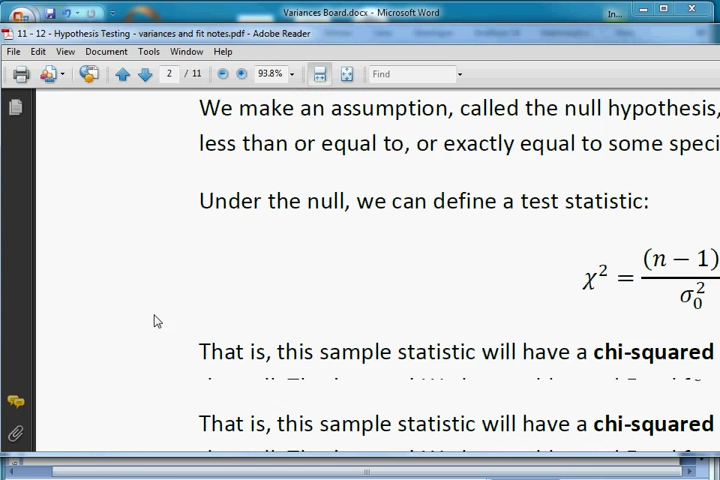 Variances Board.docx - Microsoft Word
In...
11 - 12 - Hypothesis Testing - variances and fit notes.pdf - Adobe Reader
File Edit View Document Tools Window Help
2 / 11 93.8% Find
We make an assumption, called the null hypothesis,
less than or equal to, or exactly equal to some speci
Under the null, we can define a test statistic:
χ² = (n − 1) / σ₀²
That is, this sample statistic will have a chi-squared
That is, this sample statistic will have a chi-squared